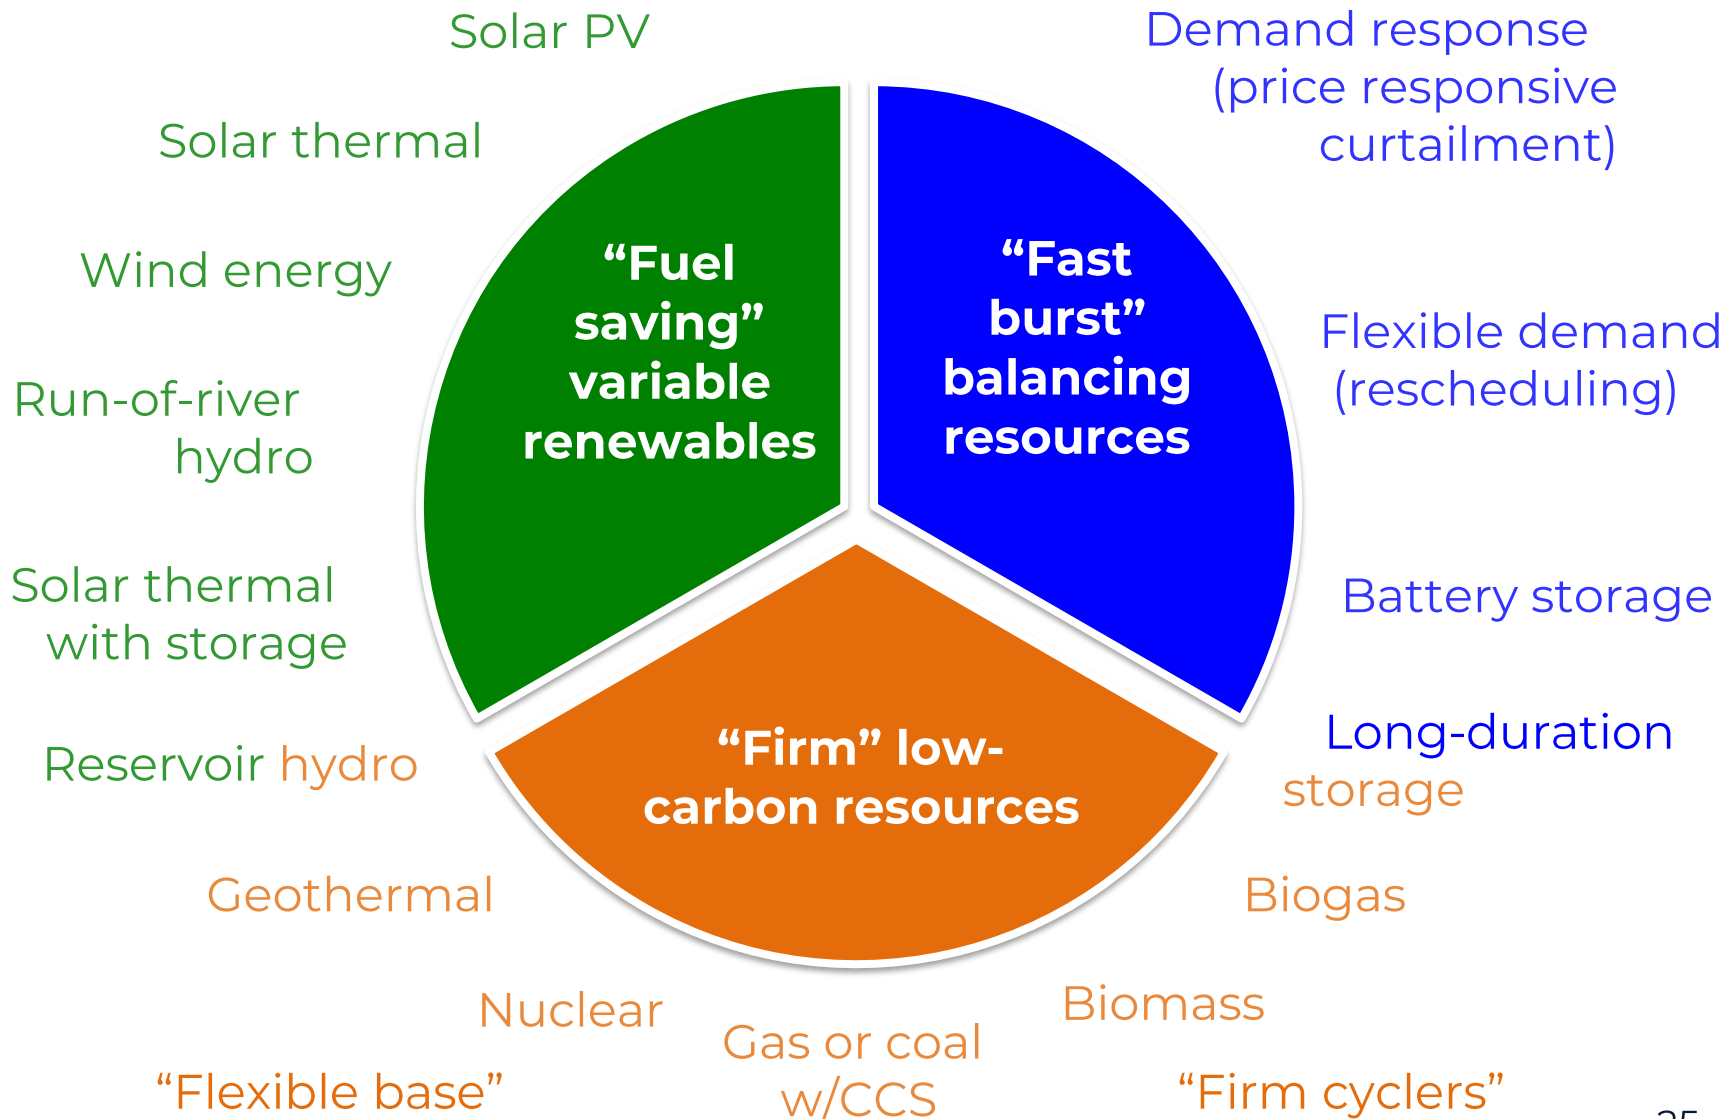 Solar PV
Solar thermal
Wind energy
Run-of-river
hydro
Solar thermal
with storage
Reservoir hydro
Geothermal
Nuclear
"Flexible base"
Gas or coal
w/CCS
Biomass
"Firm cyclers"
Biogas
Long-duration
storage
Battery storage
Flexible demand
(rescheduling)
Demand response
(price responsive
curtailment)
“Fuel
saving”
variable
renewables
“Fast
burst”
balancing
resources
“Firm” low-
carbon resources